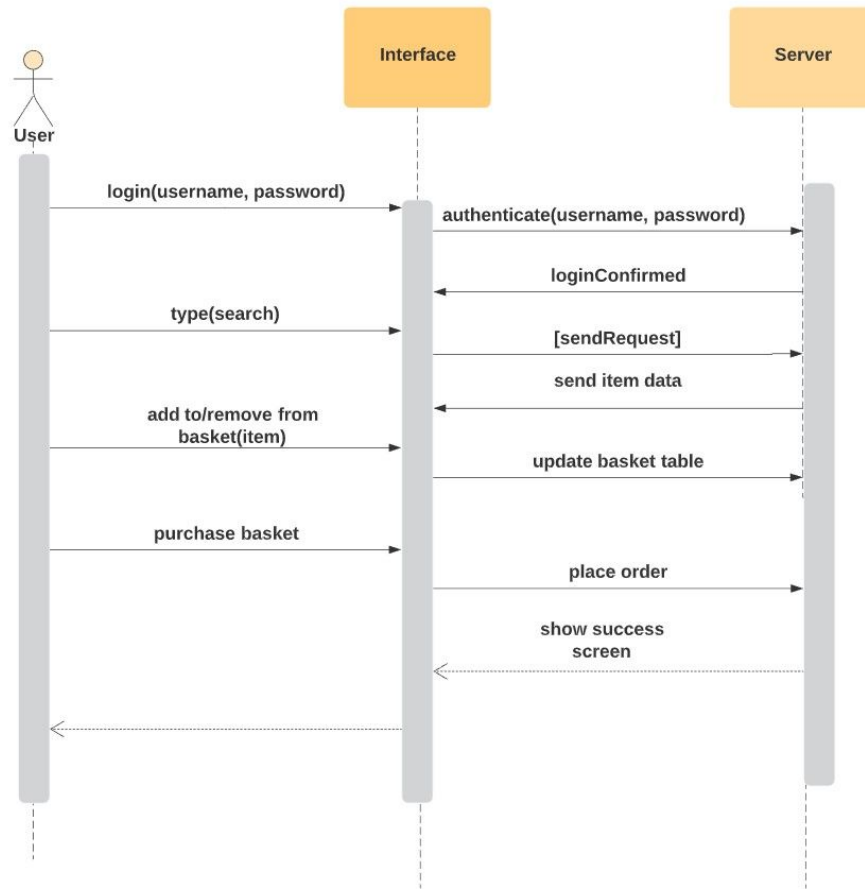 Interface
Server
User
login(username, password)
authenticate(username, password)
loginConfirmed
type(search)
[sendRequest]
send item data
add to/remove from
basket(item)
update basket table
purchase basket
place order
show success
screen